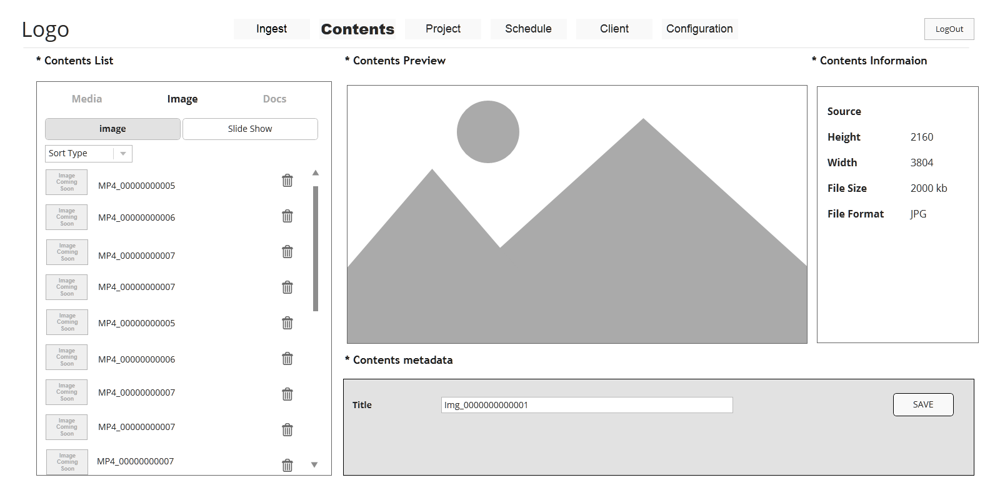 Logo
Ingest
Contents
Project
Schedule
Client
Configuration
LogOut
* Contents List
* Contents Preview
* Contents Informaion
Media
Image
Docs
image
Slide Show
Sort Type
Image
Coming
Soon
MP4_00000000005
Image
Coming
Soon
MP4_00000000006
Image
Coming
Soon
MP4_00000000007
Image
Coming
Soon
MP4_00000000007
Image
Coming
Soon
MP4_00000000005
Image
Coming
Soon
MP4_00000000006
Image
Coming
Soon
MP4_00000000007
Image
Coming
Soon
MP4_00000000007
Image
Coming
Soon
MP4_00000000007
Source
Height 2160
Width 3804
File Size 2000 kb
File Format JPG
* Contents metadata
Title
Img_0000000000001
SAVE